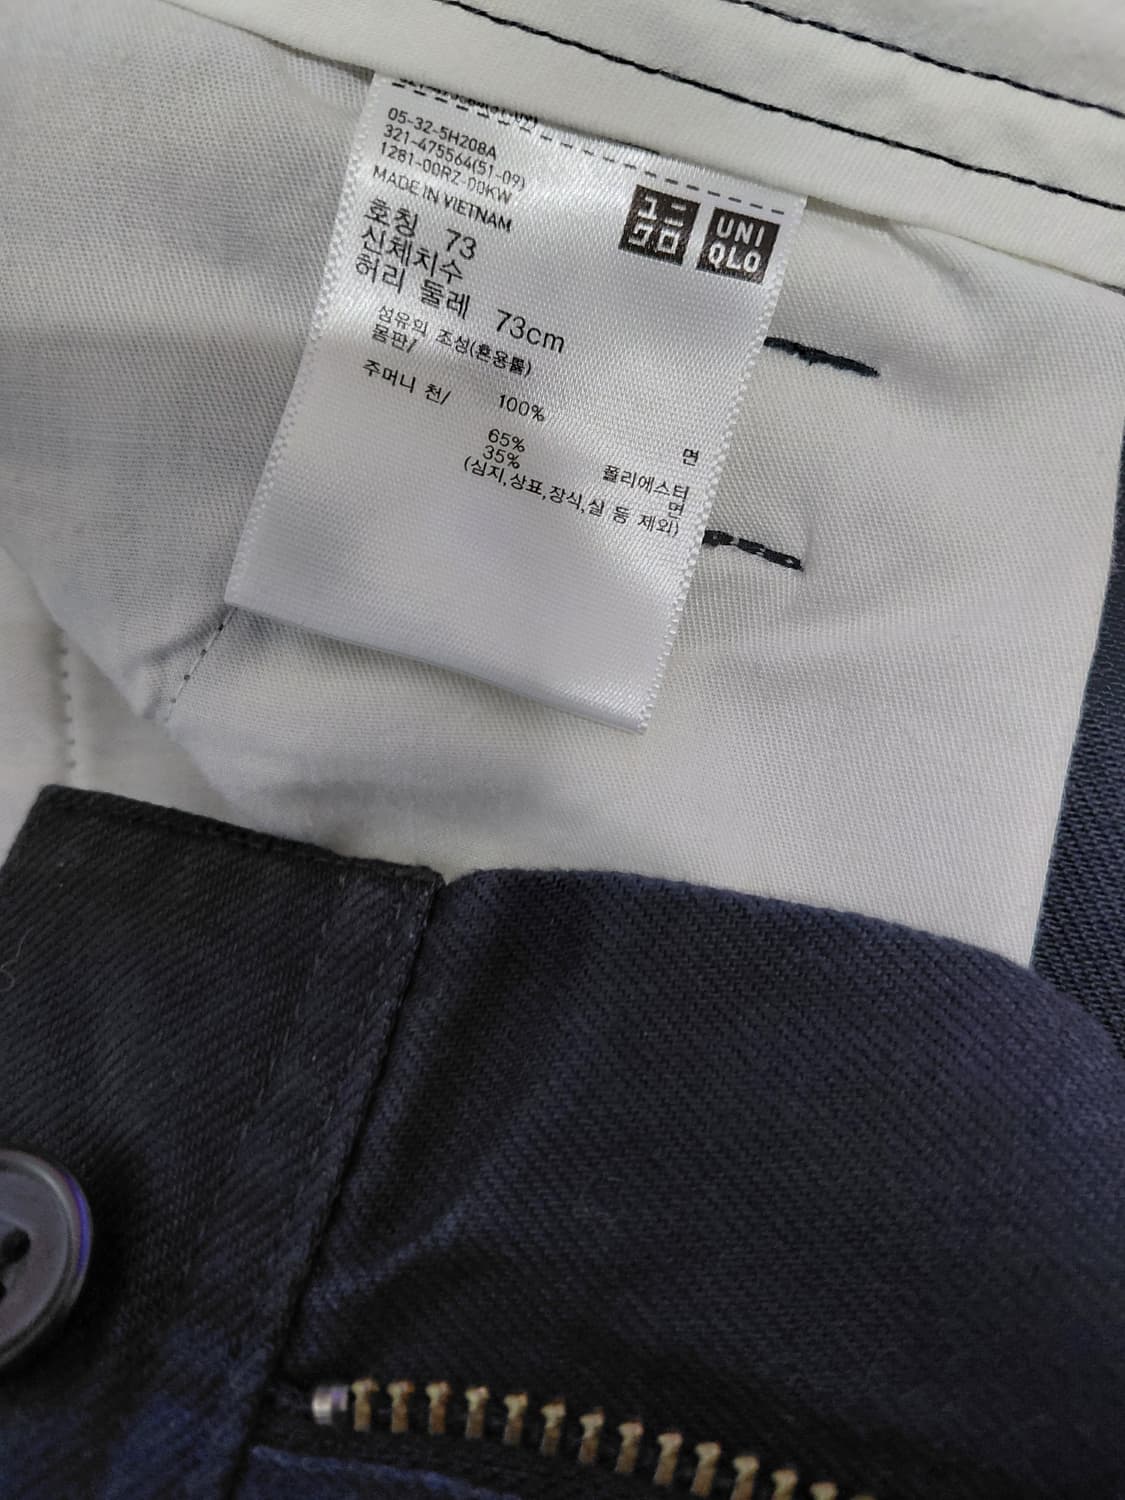 05-32-5H208A
321-475564(51-09)
1281-00RZ-00KW
MADE IN VIETNAM
ユニ
クロ
UNI
QLO
호칭 73
신체치수
허리 둘레 73cm
섬유의 조성(혼용률)
몸판/
100% 면
주머니 천/
65% 폴리에스터
35% 면
(심지,상표,장식,실 등 제외)